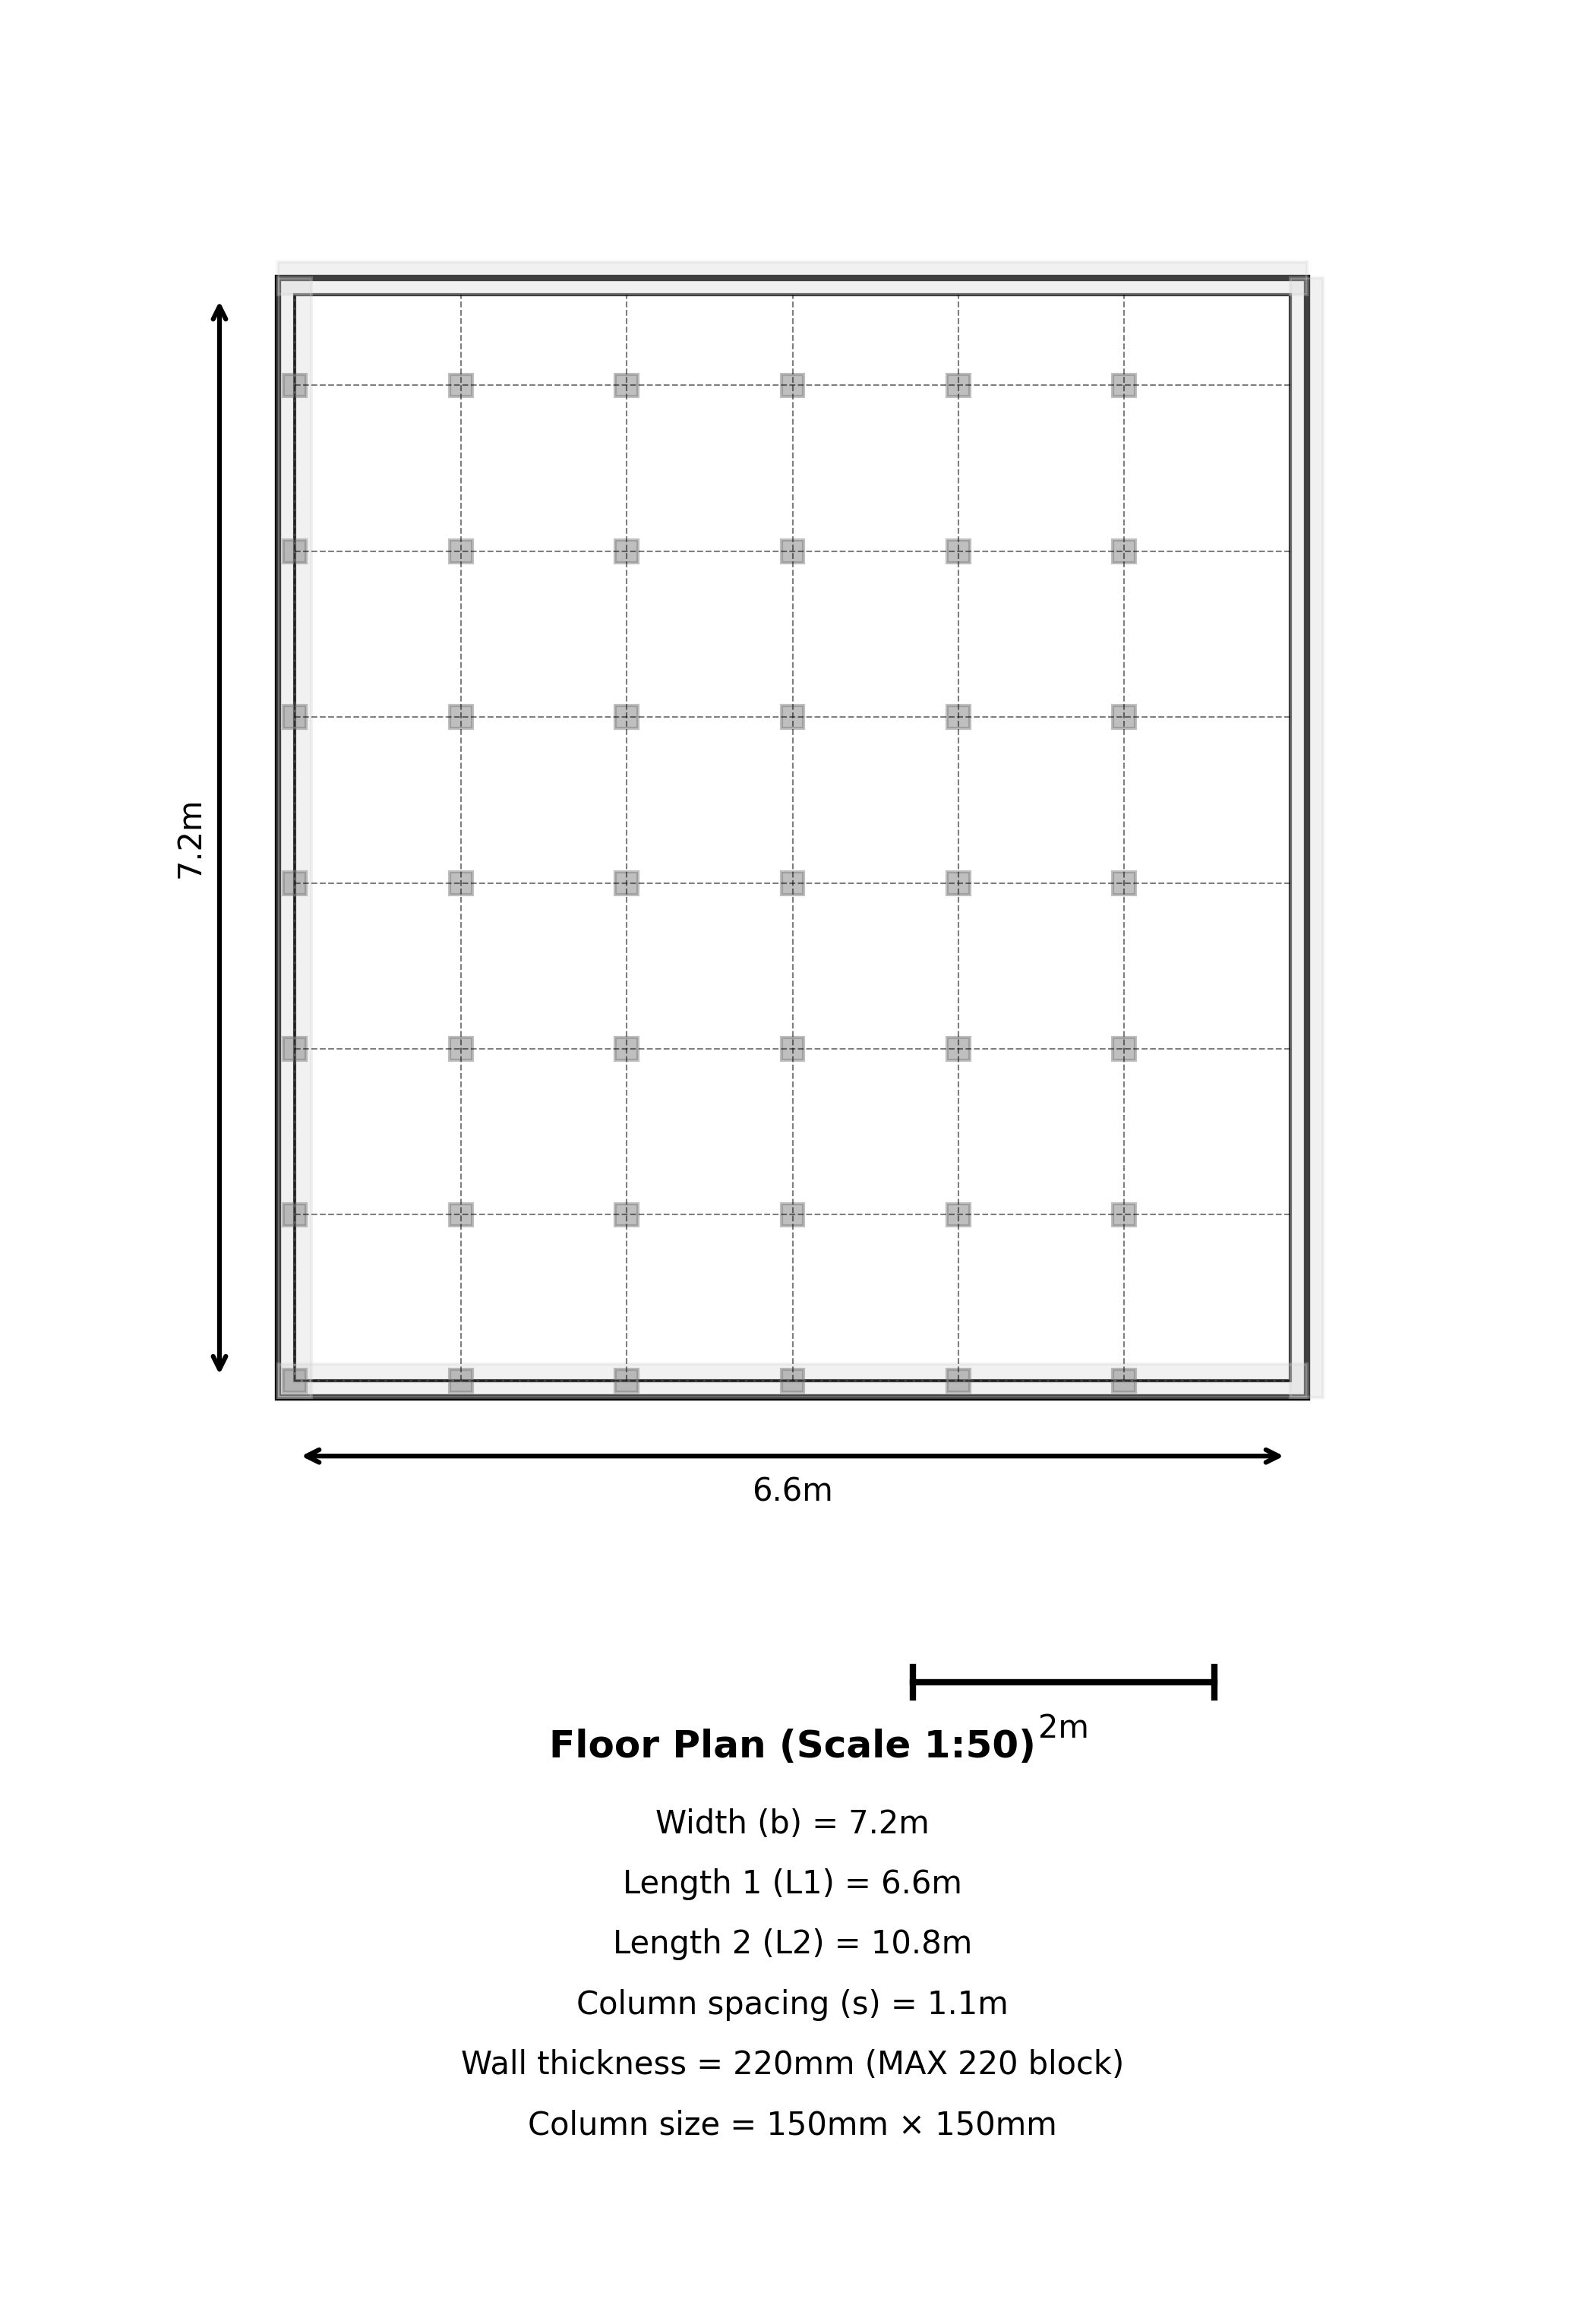 7.2m
6.6m
2m
Floor Plan (Scale 1:50)
Width (b) = 7.2m
Length 1 (L1) = 6.6m
Length 2 (L2) = 10.8m
Column spacing (s) = 1.1m
Wall thickness = 220mm (MAX 220 block)
Column size = 150mm × 150mm